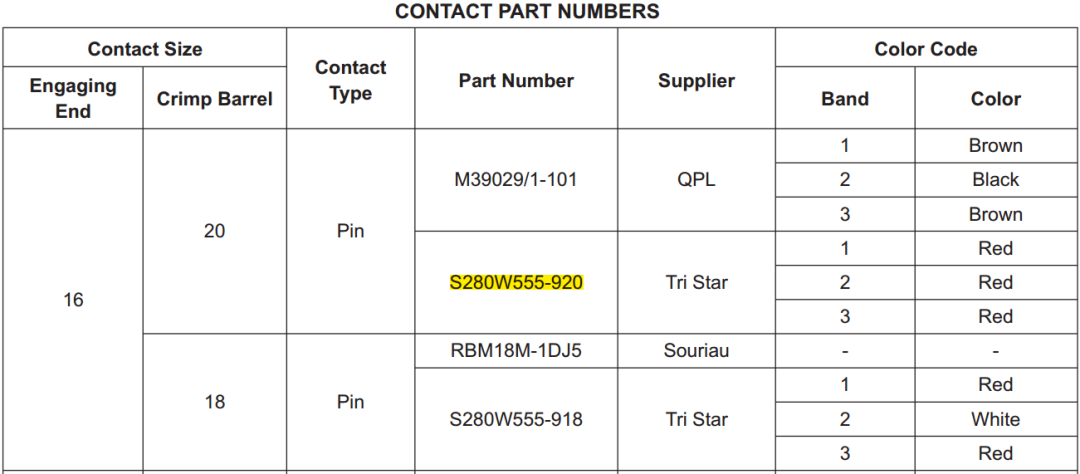 CONTACT PART NUMBERS
Contact Size Contact Type Part Number Supplier Color Code
Engaging End Crimp Barrel Band Color
16 20 Pin M39029/1-101 QPL 1 Brown
2 Black
3 Brown
S280W555-920 Tri Star 1 Red
2 Red
3 Red
18 Pin RBM18M-1DJ5 Souriau - -
S280W555-918 Tri Star 1 Red
2 White
3 Red